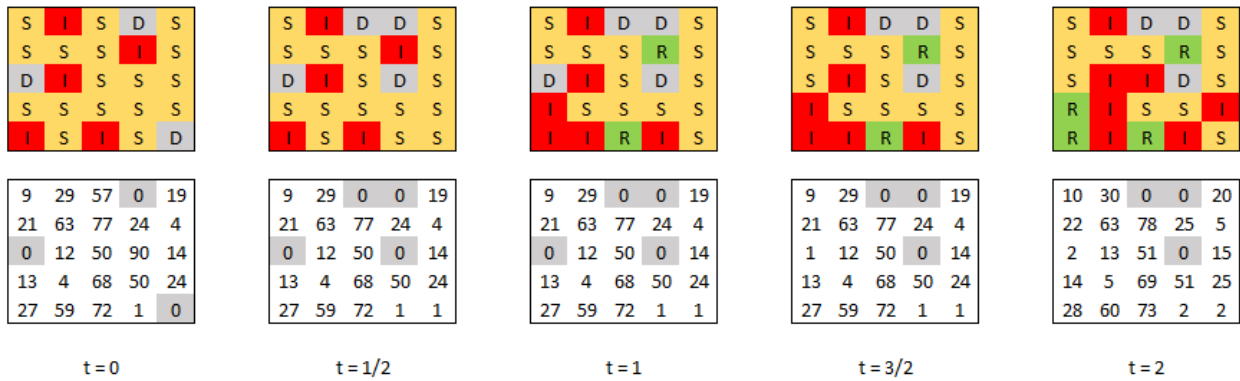 S I S D S S I D D S S I D D S S I D D S S I D D S
S S S I S S S S I S S S S R S S S S R S S S S R S
D I S S S D I S D S D I S D S S I S D S S I I D S
S S S S S S S S S S I S S S S I S S S S R I S S I
I S I S D I S I S S I I R I S I I R I S R I R I S
9 29 57 0 19 9 29 0 0 19 9 29 0 0 19 9 29 0 0 19 10 30 0 0 20
21 63 77 24 4 21 63 77 24 4 21 63 77 24 4 21 63 77 24 4 22 63 78 25 5
0 12 50 90 14 0 12 50 0 14 0 12 50 0 14 1 12 50 0 14 2 13 51 0 15
13 4 68 50 24 13 4 68 50 24 13 4 68 50 24 13 4 68 50 24 14 5 69 51 25
27 59 72 1 0 27 59 72 1 1 27 59 72 1 1 27 59 72 1 1 28 60 73 2 2
t = 0 t = 1/2 t = 1 t = 3/2 t = 2